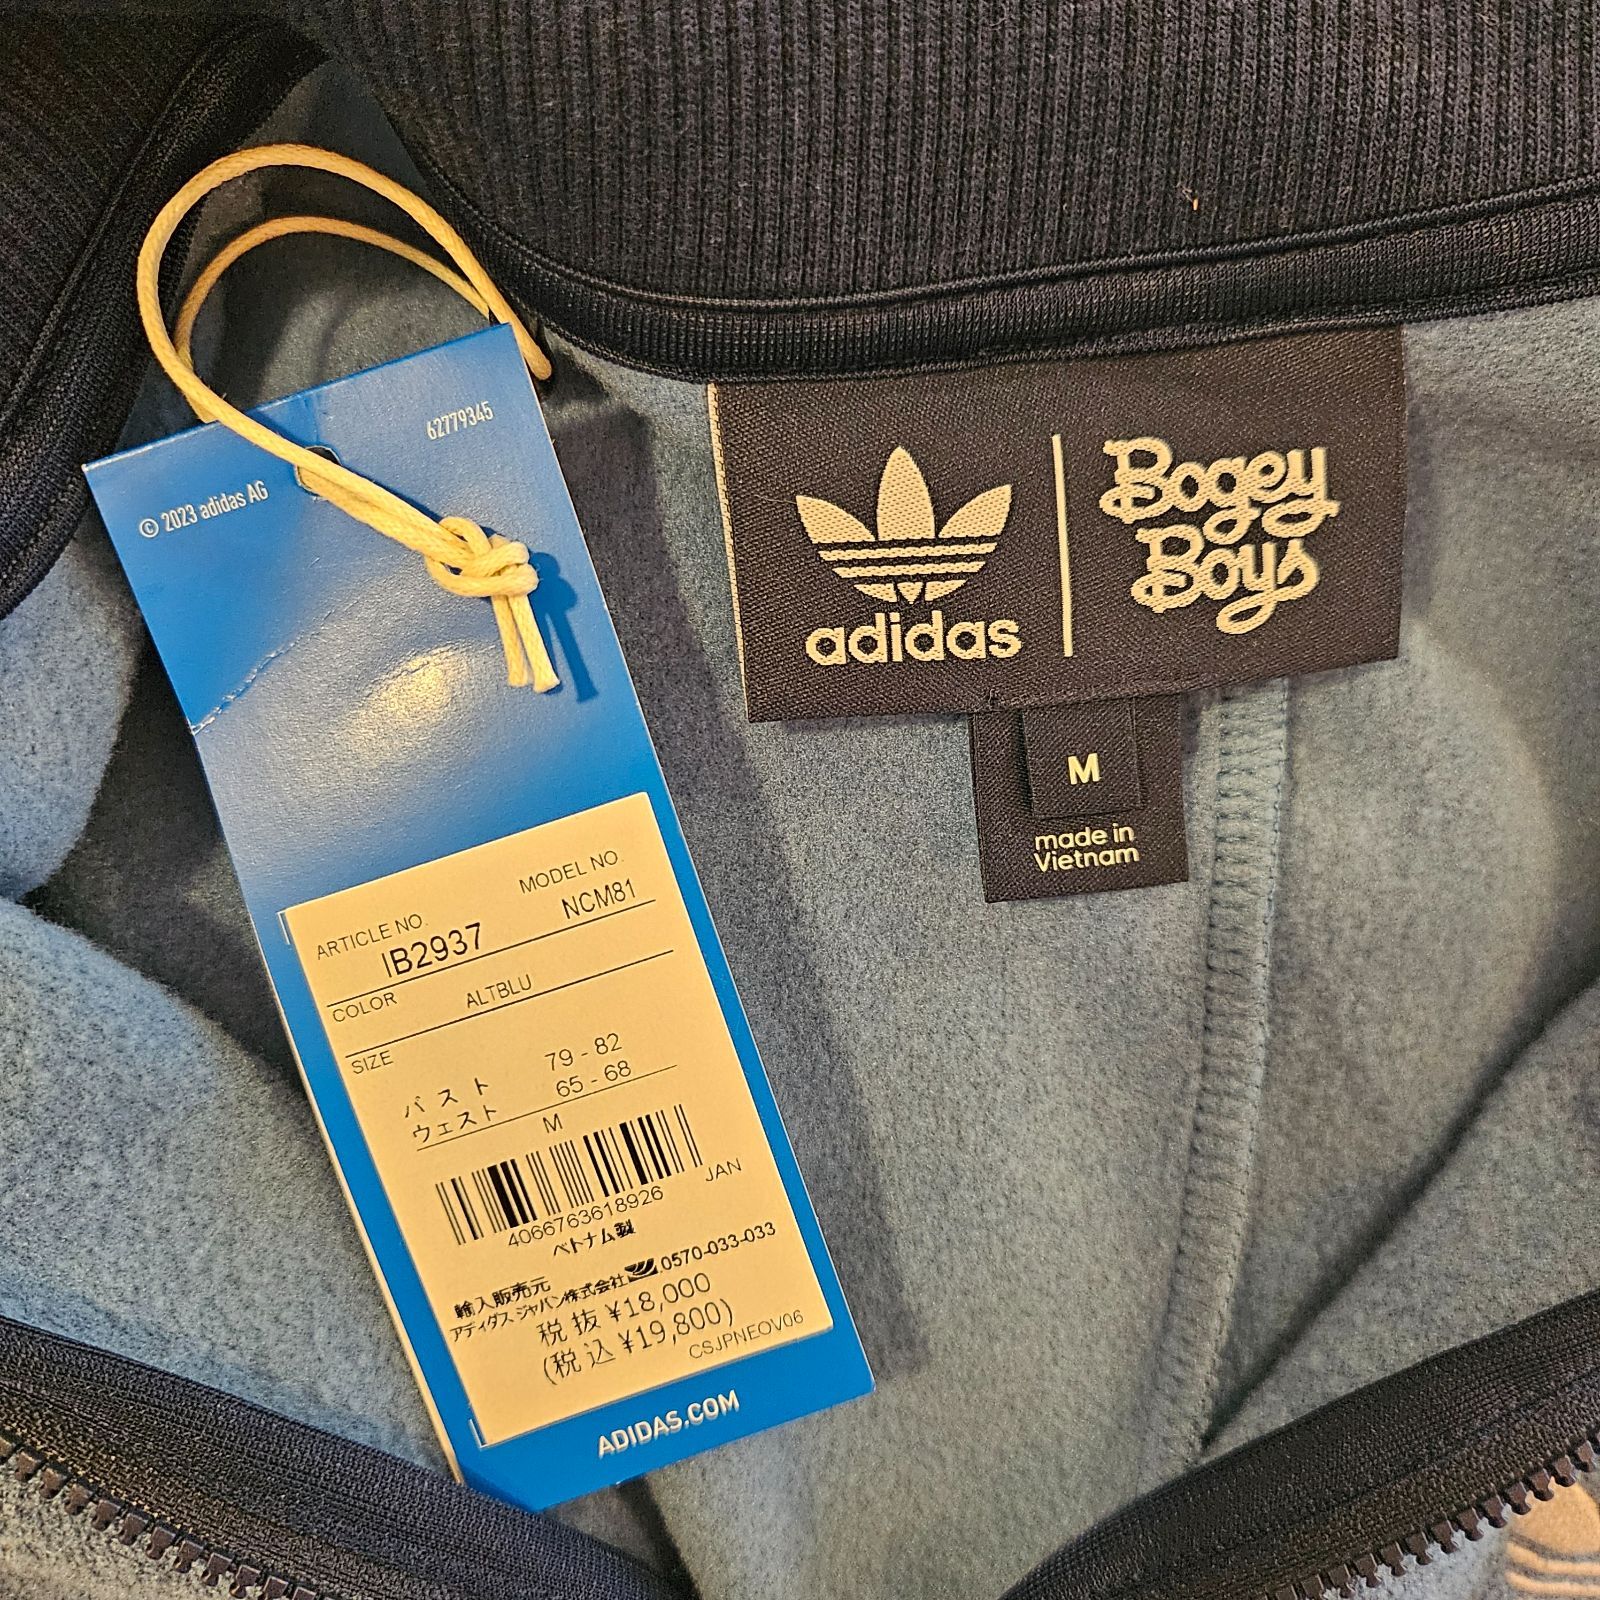 62779345
© 2023 adidas AG
ARTICLE NO. MODEL NO.
IB2937 NCM81
COLOR ALTBLU
SIZE
バスト 79 - 82
ウェスト 65 - 68
M
JAN
4066763618926
ベトナム製
輸入販売元
アディダス ジャパン株式会社 0570-033-033
税抜 ¥18,000
(税込 ¥19,800)
CSJPNEOV06
ADIDAS.COM
adidas
Bogey
Boys
M
made in
Vietnam